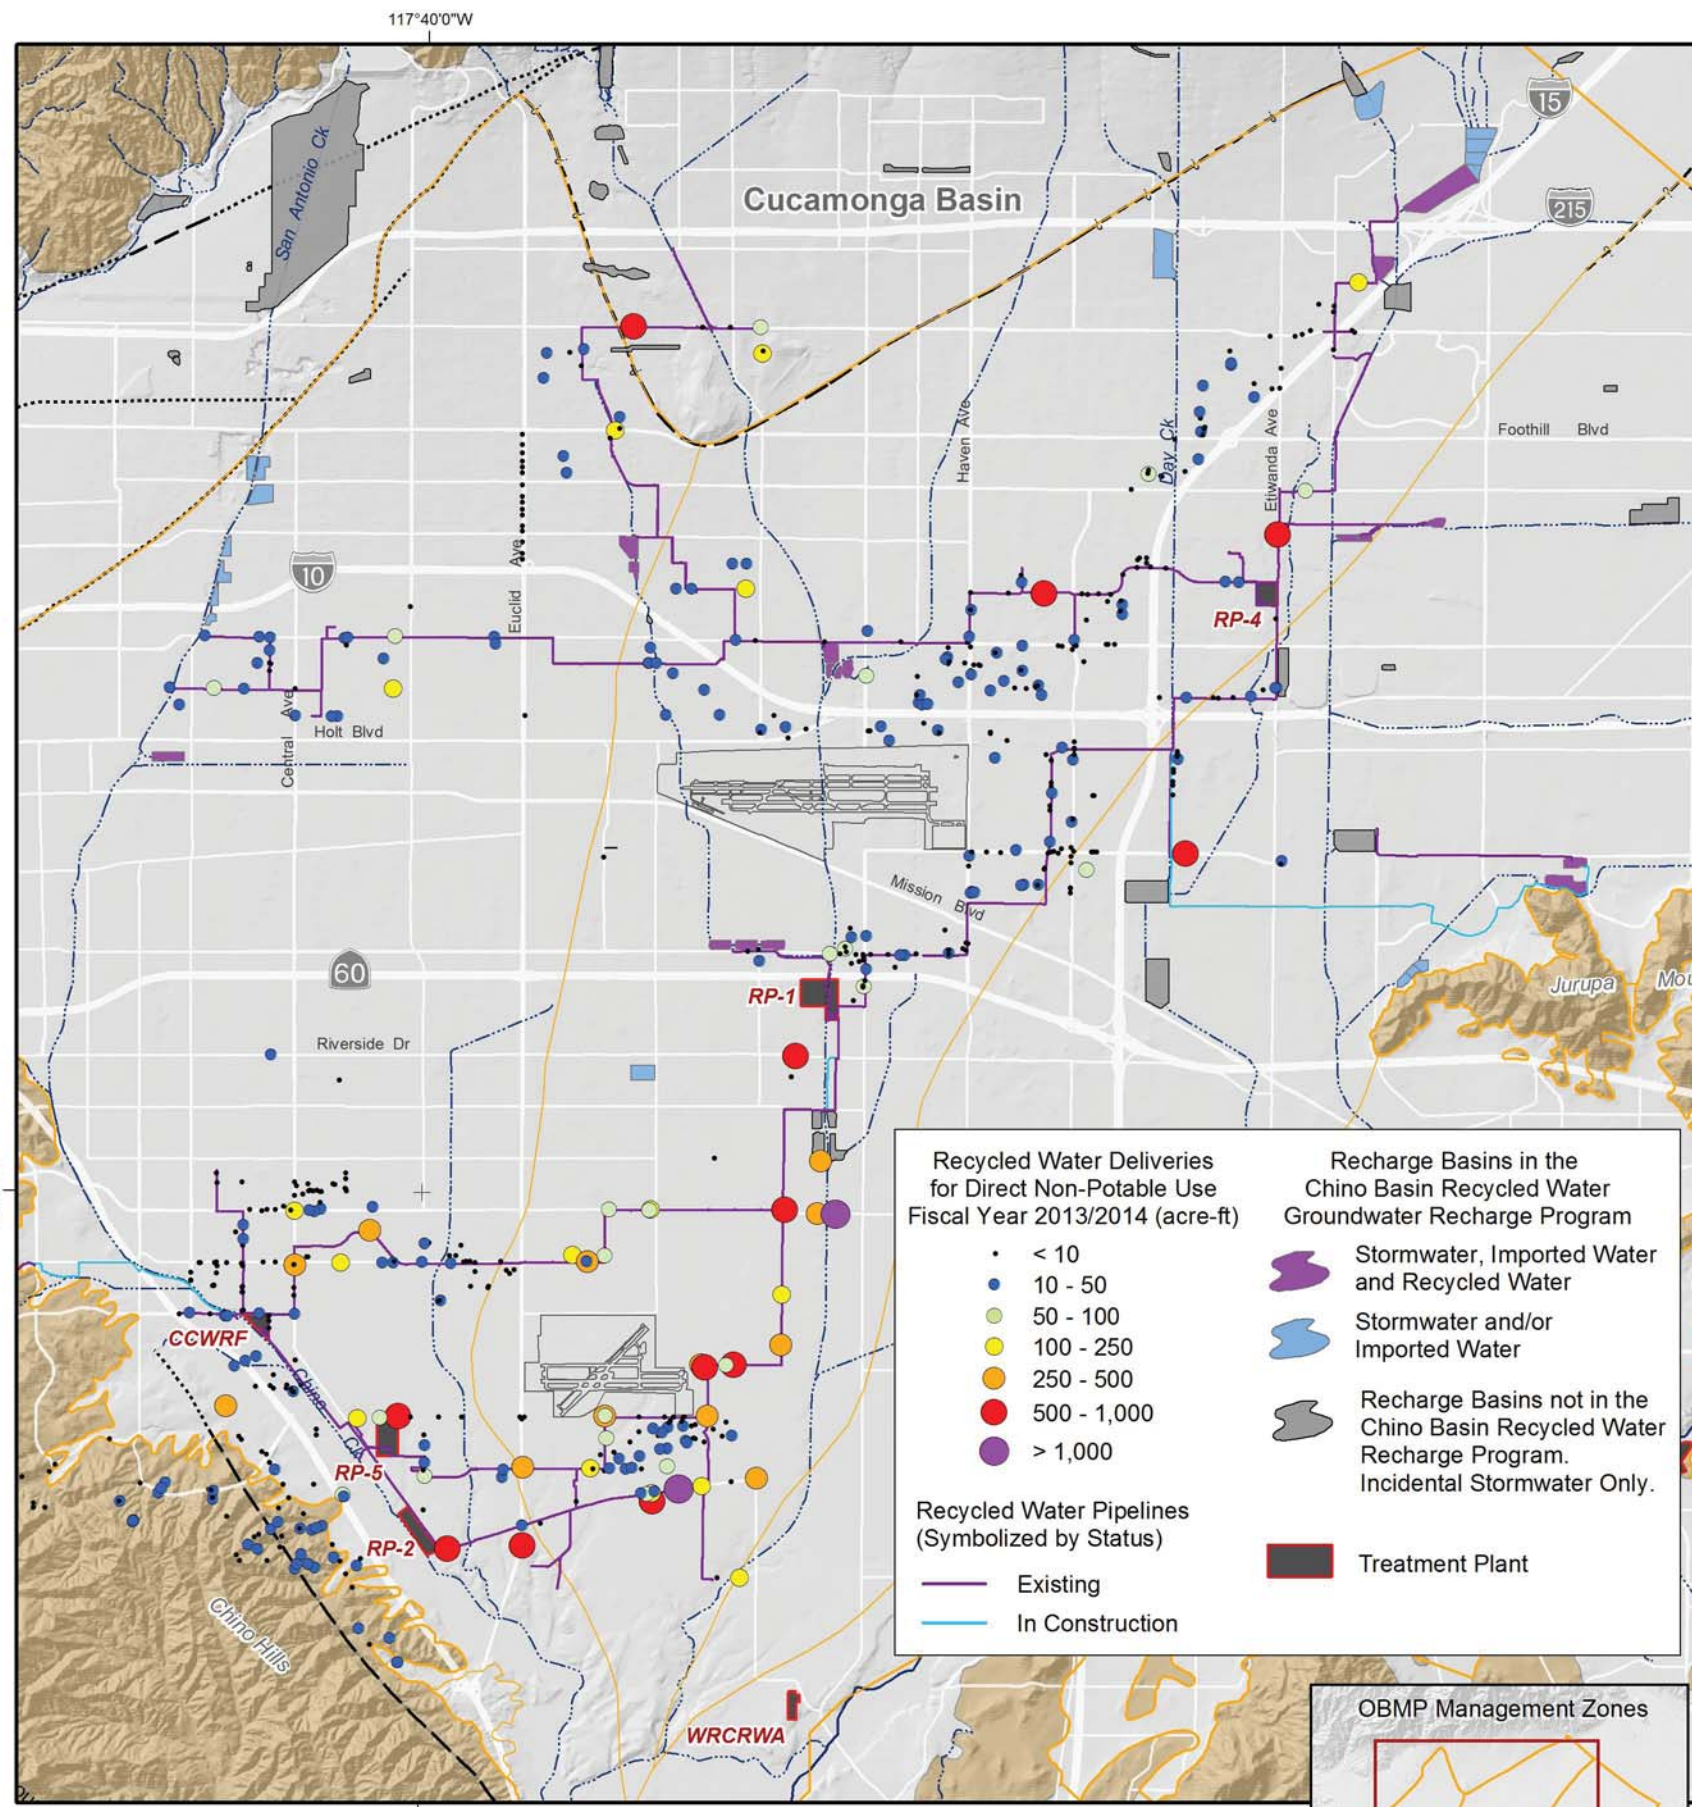 117°40'0"W
San Antonio Ck
Cucamonga Basin
15
215
Haven Ave
Day Ck
Etiwanda Ave
Foothill Blvd
10
Euclid Ave
RP-4
Central Ave
Holt Blvd
Mission Blvd
60
RP-1
Jurupa
Riverside Dr
CCWRF
Chino Ck
RP-5
RP-2
Chino Hills
WRCRWA
Recycled Water Deliveries
for Direct Non-Potable Use
Fiscal Year 2013/2014 (acre-ft)
< 10
10 - 50
50 - 100
100 - 250
250 - 500
500 - 1,000
> 1,000
Recycled Water Pipelines
(Symbolized by Status)
Existing
In Construction
Recharge Basins in the
Chino Basin Recycled Water
Groundwater Recharge Program
Stormwater, Imported Water
and Recycled Water
Stormwater and/or
Imported Water
Recharge Basins not in the
Chino Basin Recycled Water
Recharge Program.
Incidental Stormwater Only.
Treatment Plant
OBMP Management Zones